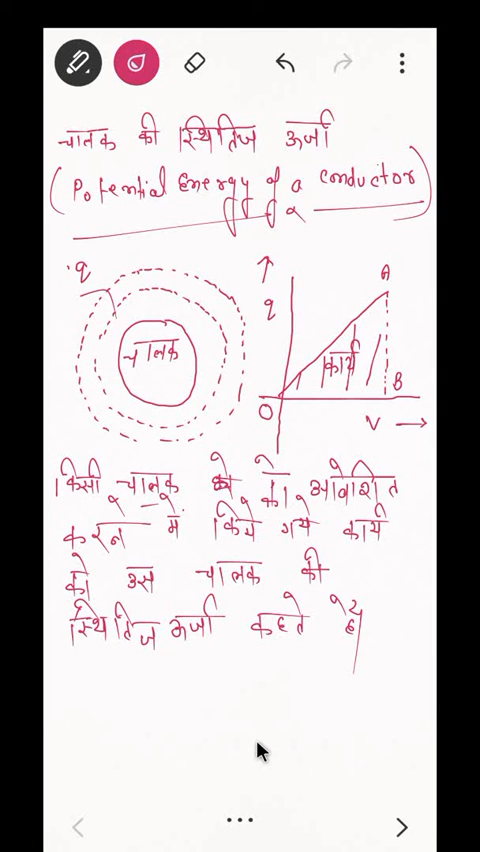 चालक की स्थितिज ऊर्जा
(Potential Energy of a conductor)
q
चालक
q
A
कार्य
O
B
V
किसी चालक को आवेशित
करने में किये गये कार्य
को उस चालक की
स्थितिज ऊर्जा कहते है